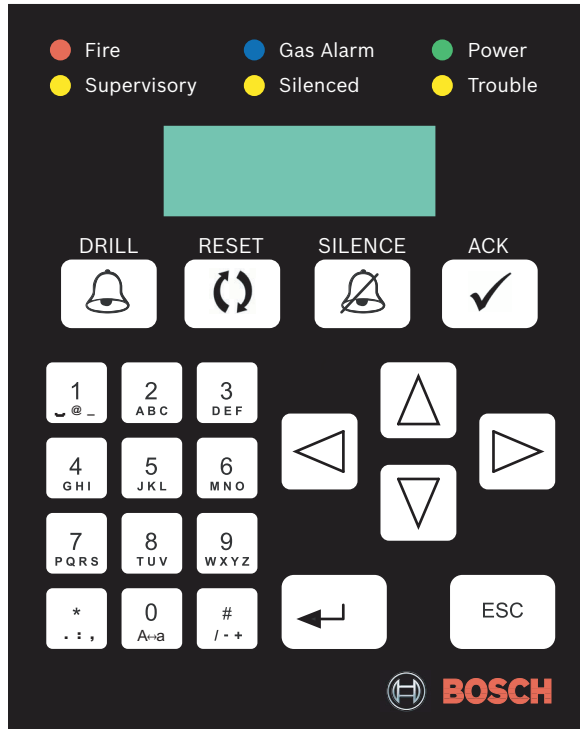 Fire Gas Alarm Power
Supervisory Silenced Trouble
DRILL RESET SILENCE ACK
1 2 3
␣ @ _ ABC DEF
4 5 6
GHI JKL MNO
7 8 9
PQRS TUV WXYZ
* 0 #
. : , A↔a / - +
ESC
BOSCH